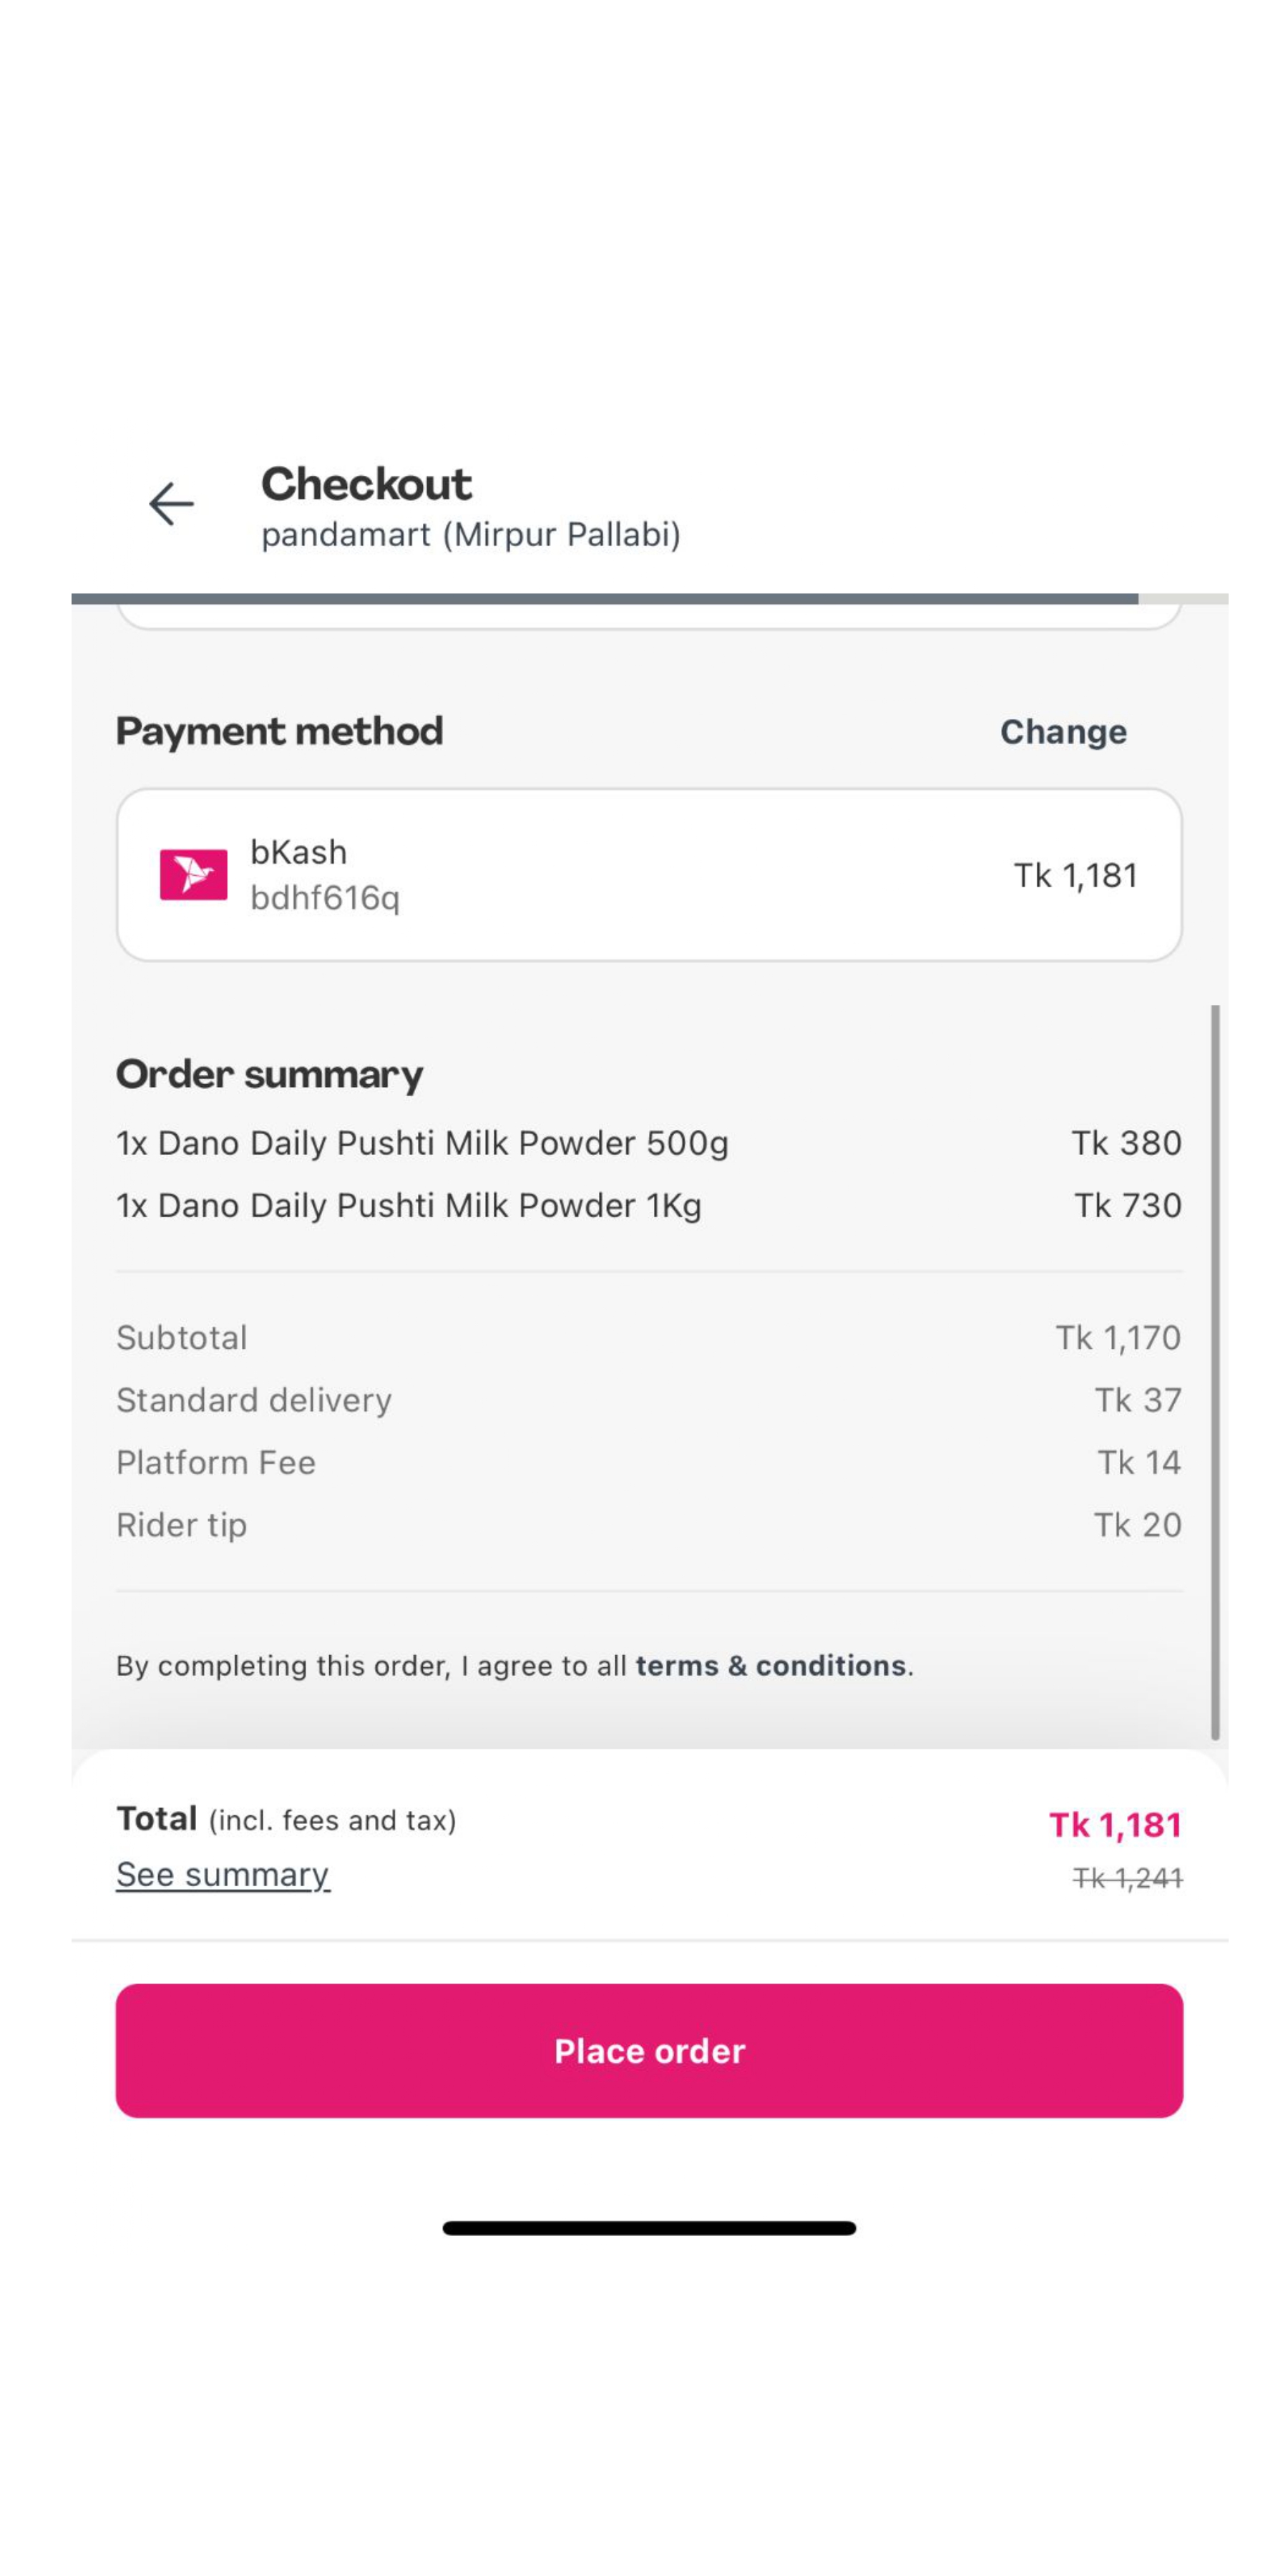 Checkout
pandamart (Mirpur Pallabi)
Payment method Change
bKash
bdhf616q
Tk 1,181
Order summary
1x Dano Daily Pushti Milk Powder 500g Tk 380
1x Dano Daily Pushti Milk Powder 1Kg Tk 730
Subtotal Tk 1,170
Standard delivery Tk 37
Platform Fee Tk 14
Rider tip Tk 20
By completing this order, I agree to all terms & conditions.
Total (incl. fees and tax) Tk 1,181
See summary Tk 1,241
Place order